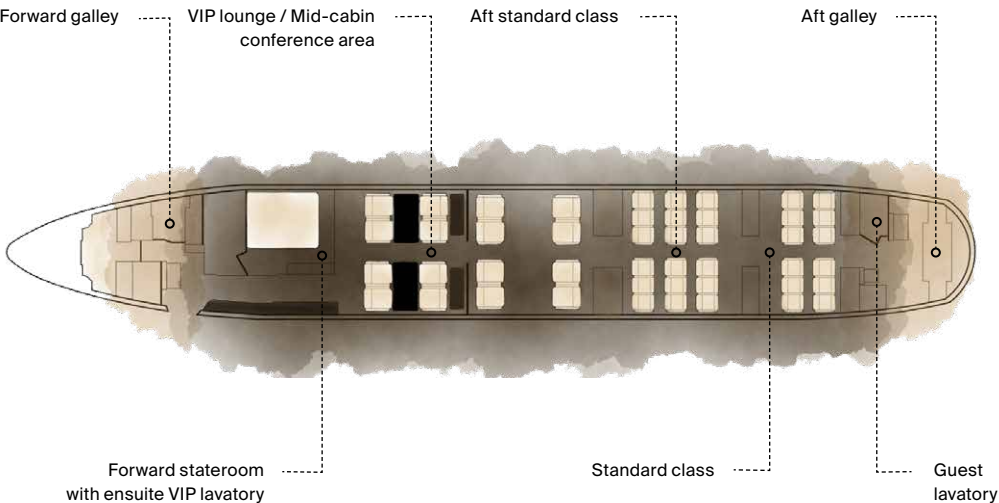 Forward galley
VIP lounge / Mid-cabin
conference area
Aft standard class
Aft galley
Forward stateroom
with ensuite VIP lavatory
Standard class
Guest
lavatory